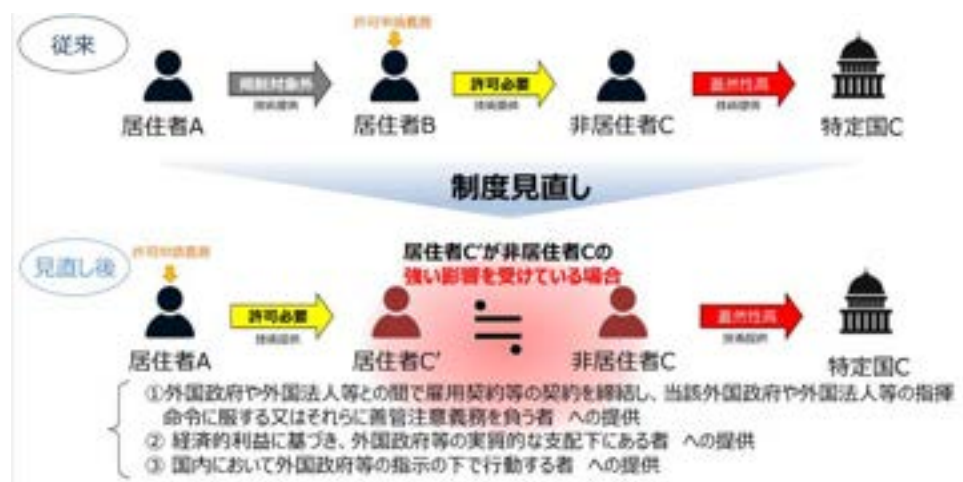 従来
許可申請義務
規制対象外
許可必要
蓋然性高
技術提供
技術提供
技術提供
居住者A
居住者B
非居住者C
特定国C
制度見直し
見直し後
許可申請義務
居住者C'が非居住者Cの
強い影響を受けている場合
許可必要
≒
蓋然性高
技術提供
技術提供
居住者A
居住者C'
非居住者C
特定国C
①外国政府や外国法人等との間で雇用契約等の契約を締結し、当該外国政府や外国法人等の指揮
命令に服する又はそれらに善管注意義務を負う者 への提供
② 経済的利益に基づき、外国政府等の実質的な支配下にある者 への提供
③ 国内において外国政府等の指示の下で行動する者 への提供